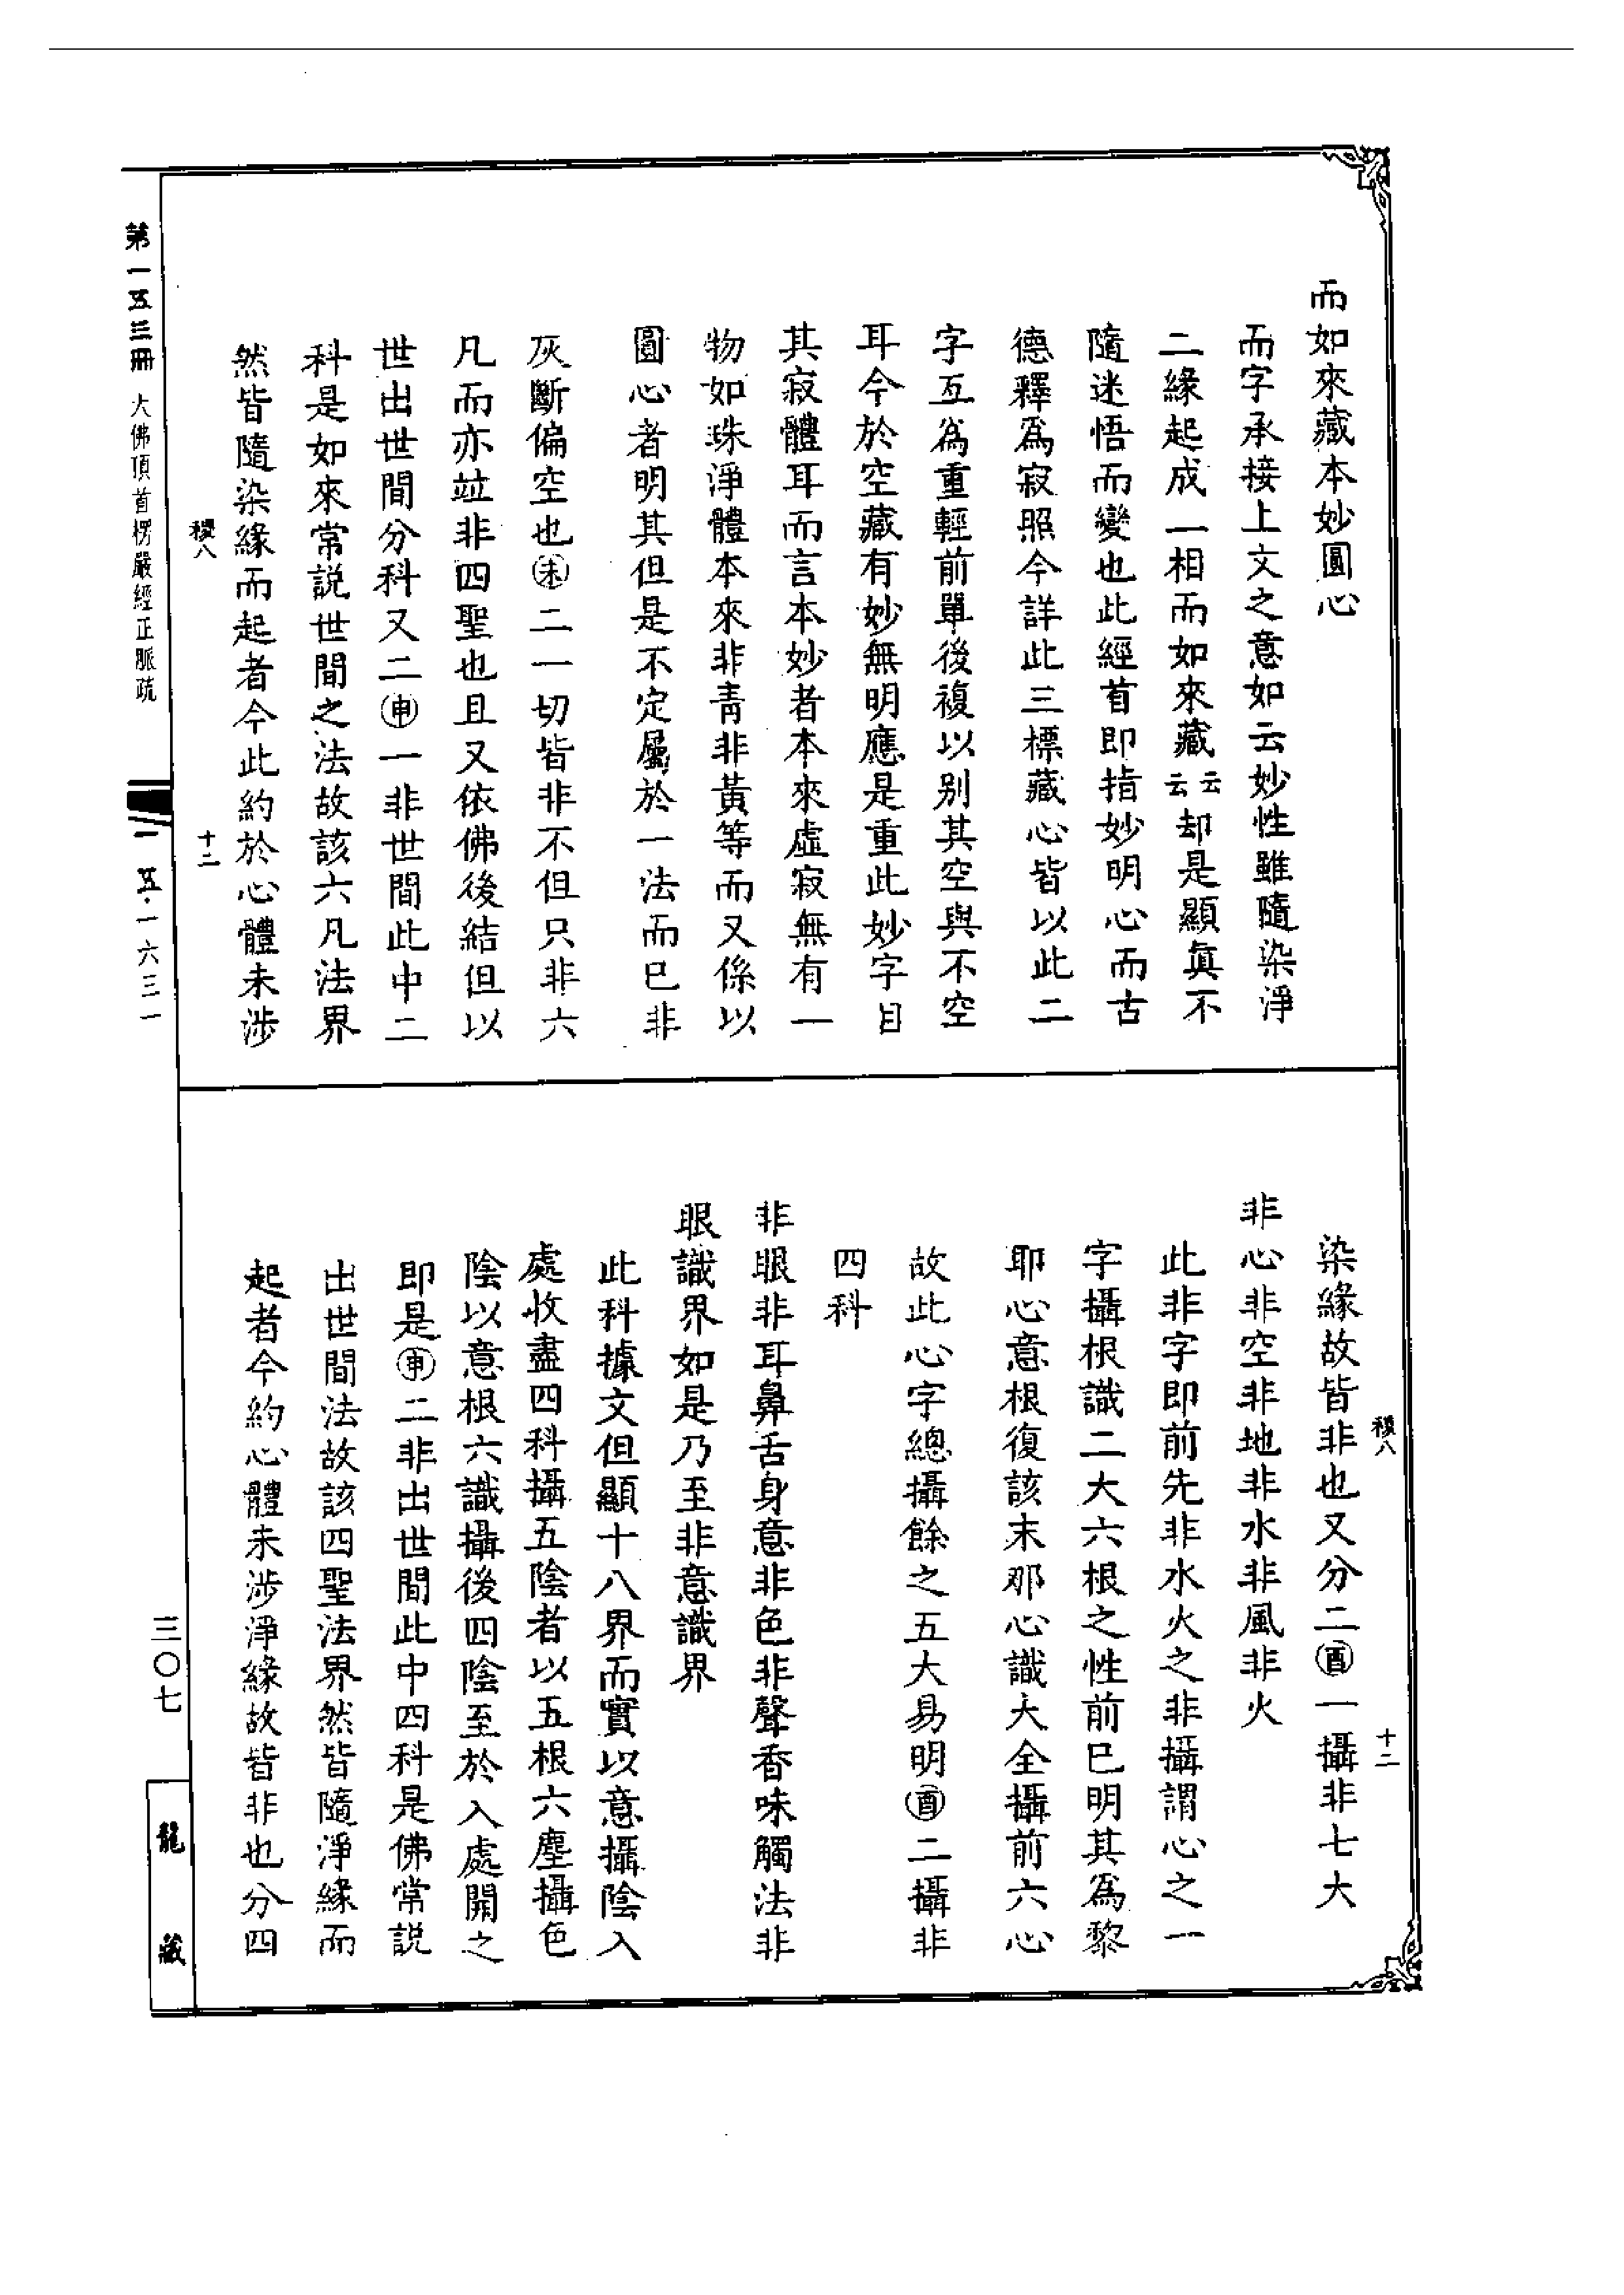 而如來藏本妙圓心
而字承接上文之意如云妙性雖隨染淨
二緣起成一相而如來藏云云却是顯眞不
隨迷悟而變也此經首即指妙明心而古
德釋爲寂照今詳此三標藏心皆以此二
字互爲重輕前單後複以别其空與不空
耳今於空藏有妙無明應是重此妙字目
其寂體耳而言本妙者本來虛寂無有一
物如珠淨體本來非青非黃等而又係以
圓心者明其但是不定屬於一法而已非
灰斷偏空也㊍二一切皆非不但只非六
凡而亦竝非四聖也且又依佛後結但以
世出世間分科又二㊥一非世間此中二
科是如來常説世間之法故該六凡法界
然皆隨染緣而起者今此約於心體未涉
稷八
十二
稷八
十二
染緣故皆非也又分二㊒一攝非七大
非心非空非地非水非風非火
此非字即前先非水火之非攝謂心之一
字攝根識二大六根之性前已明其爲黎
耶心意根復該末那心識大全攝前六心
故此心字總攝餘之五大易明㊒二攝非
四科
非眼非耳鼻舌身意非色非聲香味觸法非
眼識界如是乃至非意識界
此科據文但顯十八界而實以意攝陰入
處收盡四科攝五陰者以五根六塵攝色
陰以意根六識攝後四陰至於入處開之
即是㊥二非出世間此中四科是佛常説
出世間法故該四聖法界然皆隨淨緣而
起者今約心體未涉淨緣故皆非也分四
第一五三冊 大佛頂首楞嚴經正脈疏
一五·一六三一
三〇七
龍藏